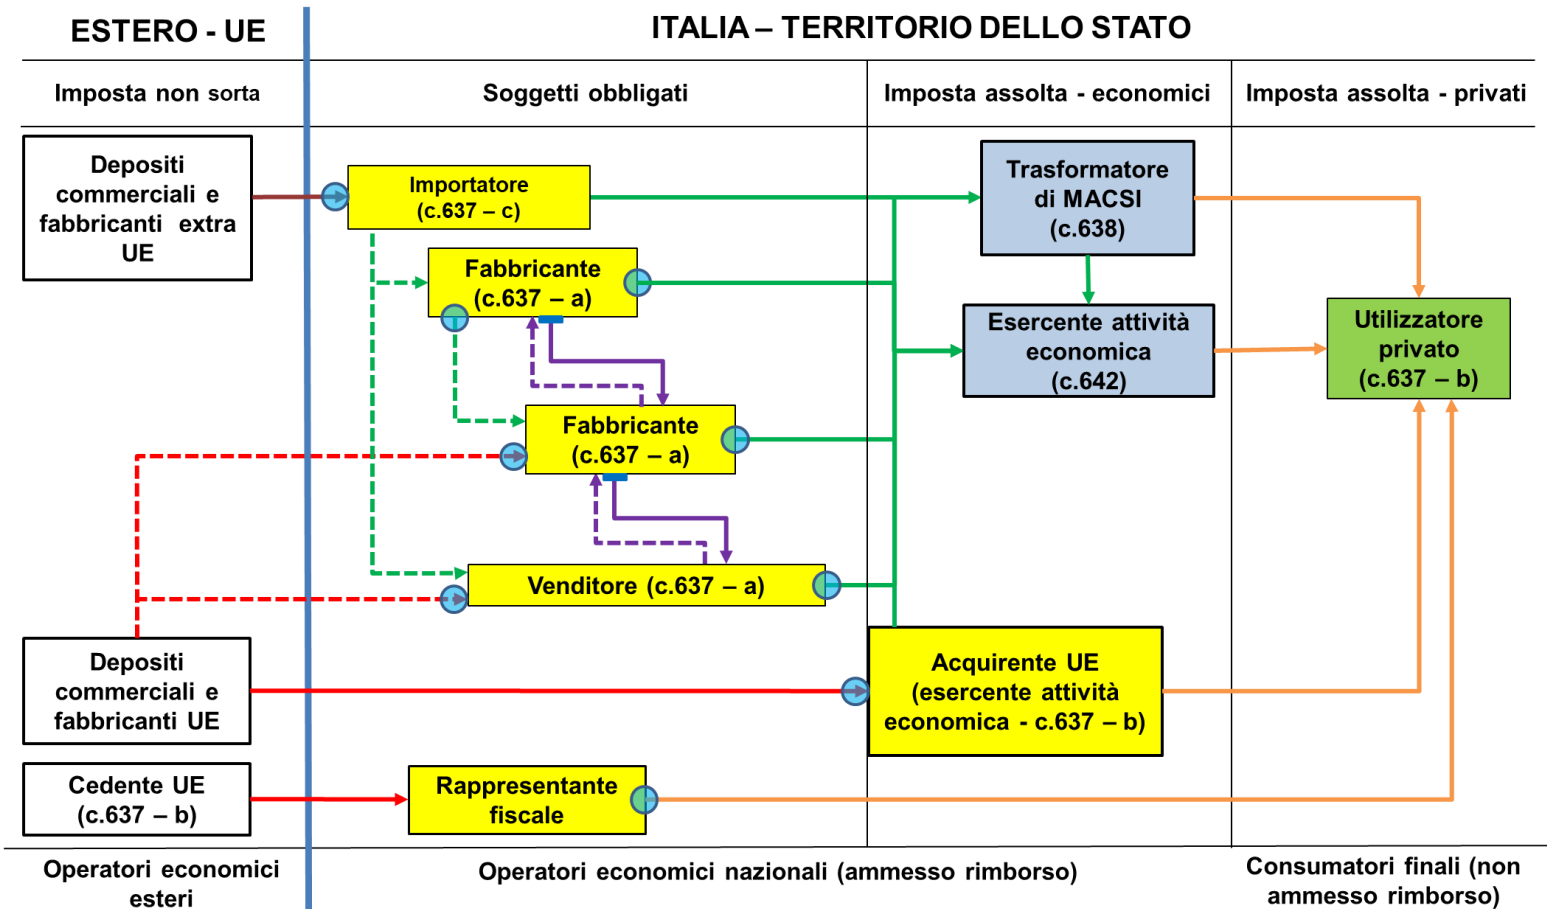 ESTERO - UE
ITALIA – TERRITORIO DELLO STATO
Imposta non sorta
Soggetti obbligati
Imposta assolta - economici
Imposta assolta - privati
Depositi
commerciali e
fabbricanti extra
UE
Importatore
(c.637 – c)
Trasformatore
di MACSI
(c.638)
Fabbricante
(c.637 – a)
Esercente attività
economica
(c.642)
Utilizzatore
privato
(c.637 – b)
Fabbricante
(c.637 – a)
Venditore (c.637 – a)
Depositi
commerciali e
fabbricanti UE
Acquirente UE
(esercente attività
economica - c.637 – b)
Cedente UE
(c.637 – b)
Rappresentante
fiscale
Operatori economici
esteri
Operatori economici nazionali (ammesso rimborso)
Consumatori finali (non
ammesso rimborso)